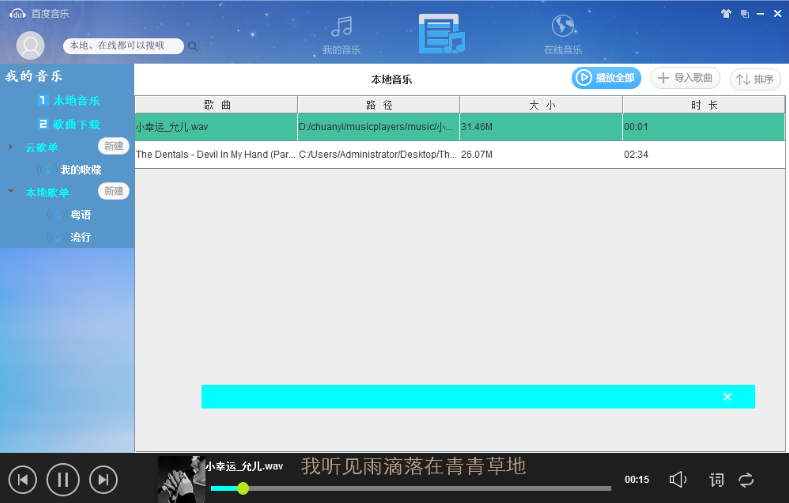 百度音乐
本地、在线都可以搜哦
我的音乐
在线音乐
我的音乐
1 本地音乐
2 歌曲下载
云歌单 新建
我的收藏
本地歌单 新建
粤语
流行
本地音乐
播放全部
导入歌曲
排序
歌 曲 路 径 大 小 时 长
小幸运_允儿.wav D:/chuanyi/musicplayers/music/小... 31.46M 00:01
The Dentals - Devil In My Hand (Par... C:/Users/Administrator/Desktop/Th... 26.07M 02:34
小幸运_允儿.wav
我听见雨滴落在青青草地
00:15
词